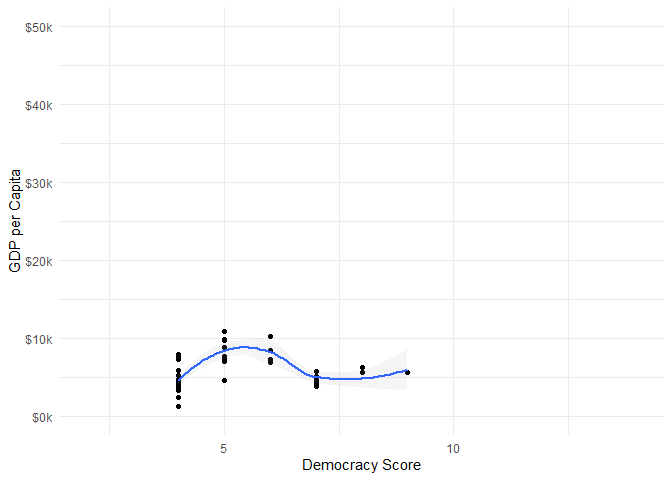 $50k
$40k
$30k
$20k
$10k
$0k
GDP per Capita
5
10
Democracy Score